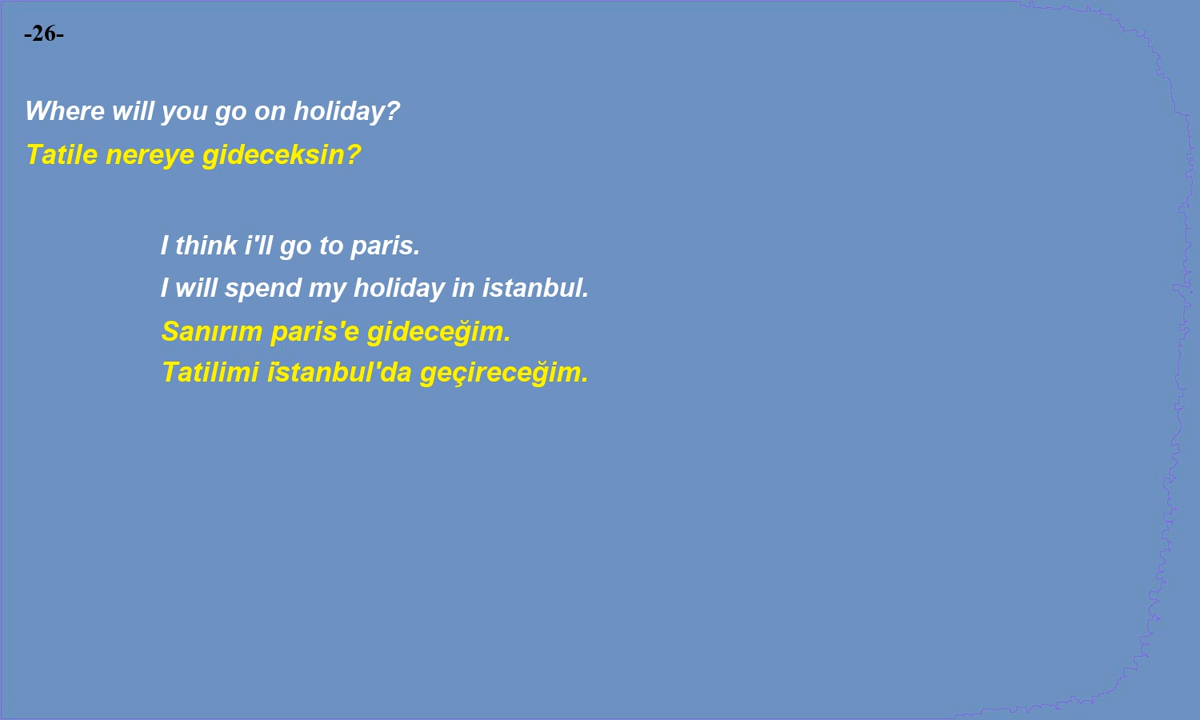 -26-
Where will you go on holiday?
Tatile nereye gideceksin?
I think i'll go to paris.
I will spend my holiday in istanbul.
Sanırım paris'e gideceğim.
Tatilimi i̇stanbul'da geçireceğim.